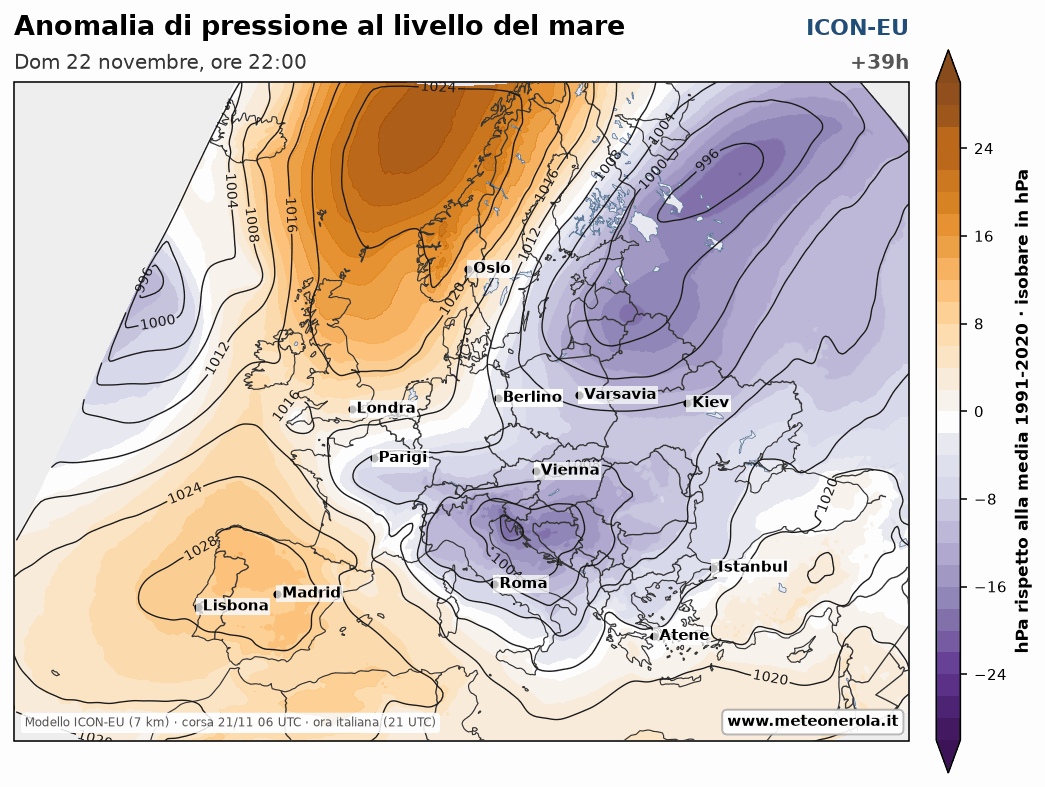 Anomalia di pressione al livello del mare
ICON-EU
Dom 22 novembre, ore 22:00
+39h
1024
1004
1008
996
1004
1008
1016
1000
1016
1012
996
Oslo
1020
1000
1012
Berlino
Varsavia
Kiev
1016
Londra
Parigi
Vienna
1024
1020
1028
Istanbul
Roma
Madrid
Lisbona
Atene
1020
1020
Modello ICON-EU (7 km) · corsa 21/11 06 UTC · ora italiana (21 UTC)
www.meteonerola.it
24
16
8
0
−8
−16
−24
hPa rispetto alla media 1991-2020 · isobare in hPa